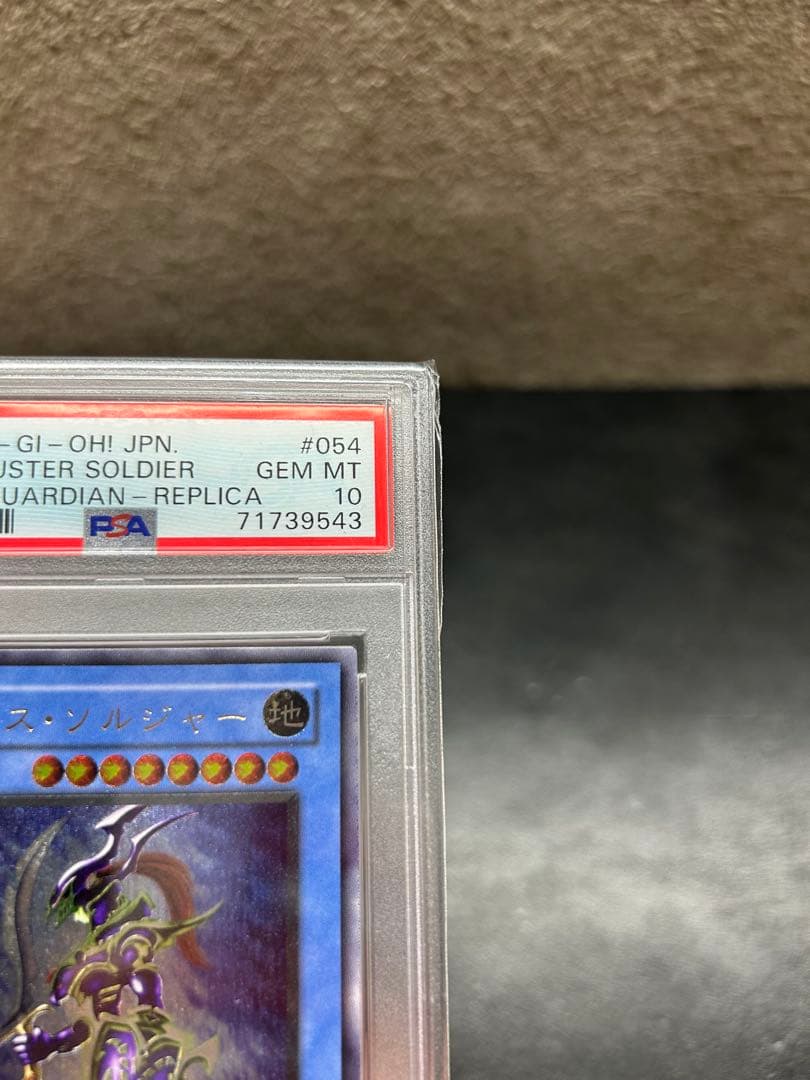 -GI-OH! JPN. #054
USTER SOLDIER GEM MT
UARDIAN-REPLICA 10
PSA 71739543
ス・ソルジャー 地